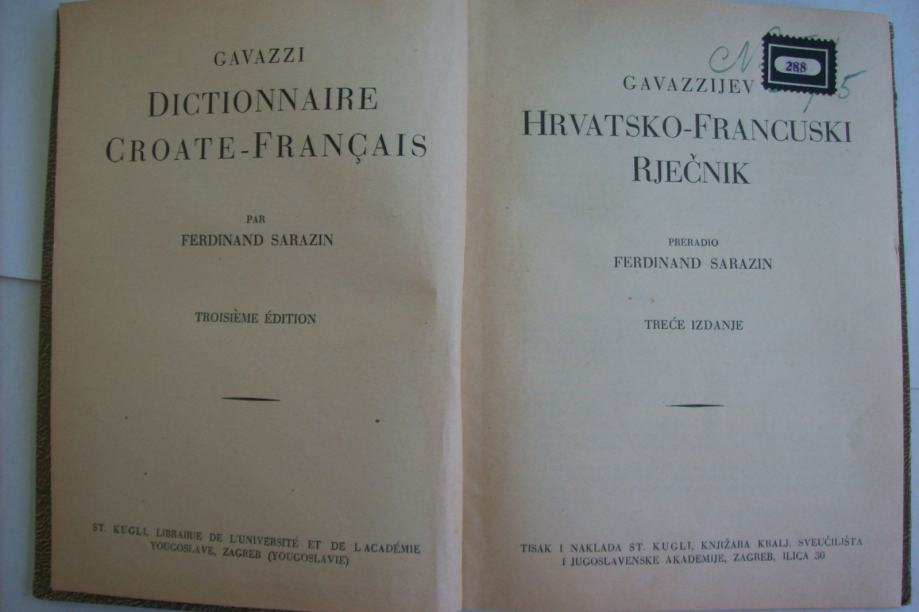 GAVAZZI
DICTIONNAIRE
CROATE-FRANÇAIS
PAR
FERDINAND SARAZIN
TROISIÈME ÉDITION
ST. KUGLI, LIBRAIRIE DE L'UNIVERSITÉ ET DE L'ACADÉMIE
YOUGOSLAVE, ZAGREB (YOUGOSLAVIE)
288
GAVAZZIJEV
HRVATSKO-FRANCUSKI
RJEČNIK
PRERADIO
FERDINAND SARAZIN
TREĆE IZDANJE
TISAK I NAKLADA ST. KUGLI, KNJIŽARA KRALJ. SVEUČILIŠTA
I JUGOSLAVENSKE AKADEMIJE, ZAGREB, ILICA 30